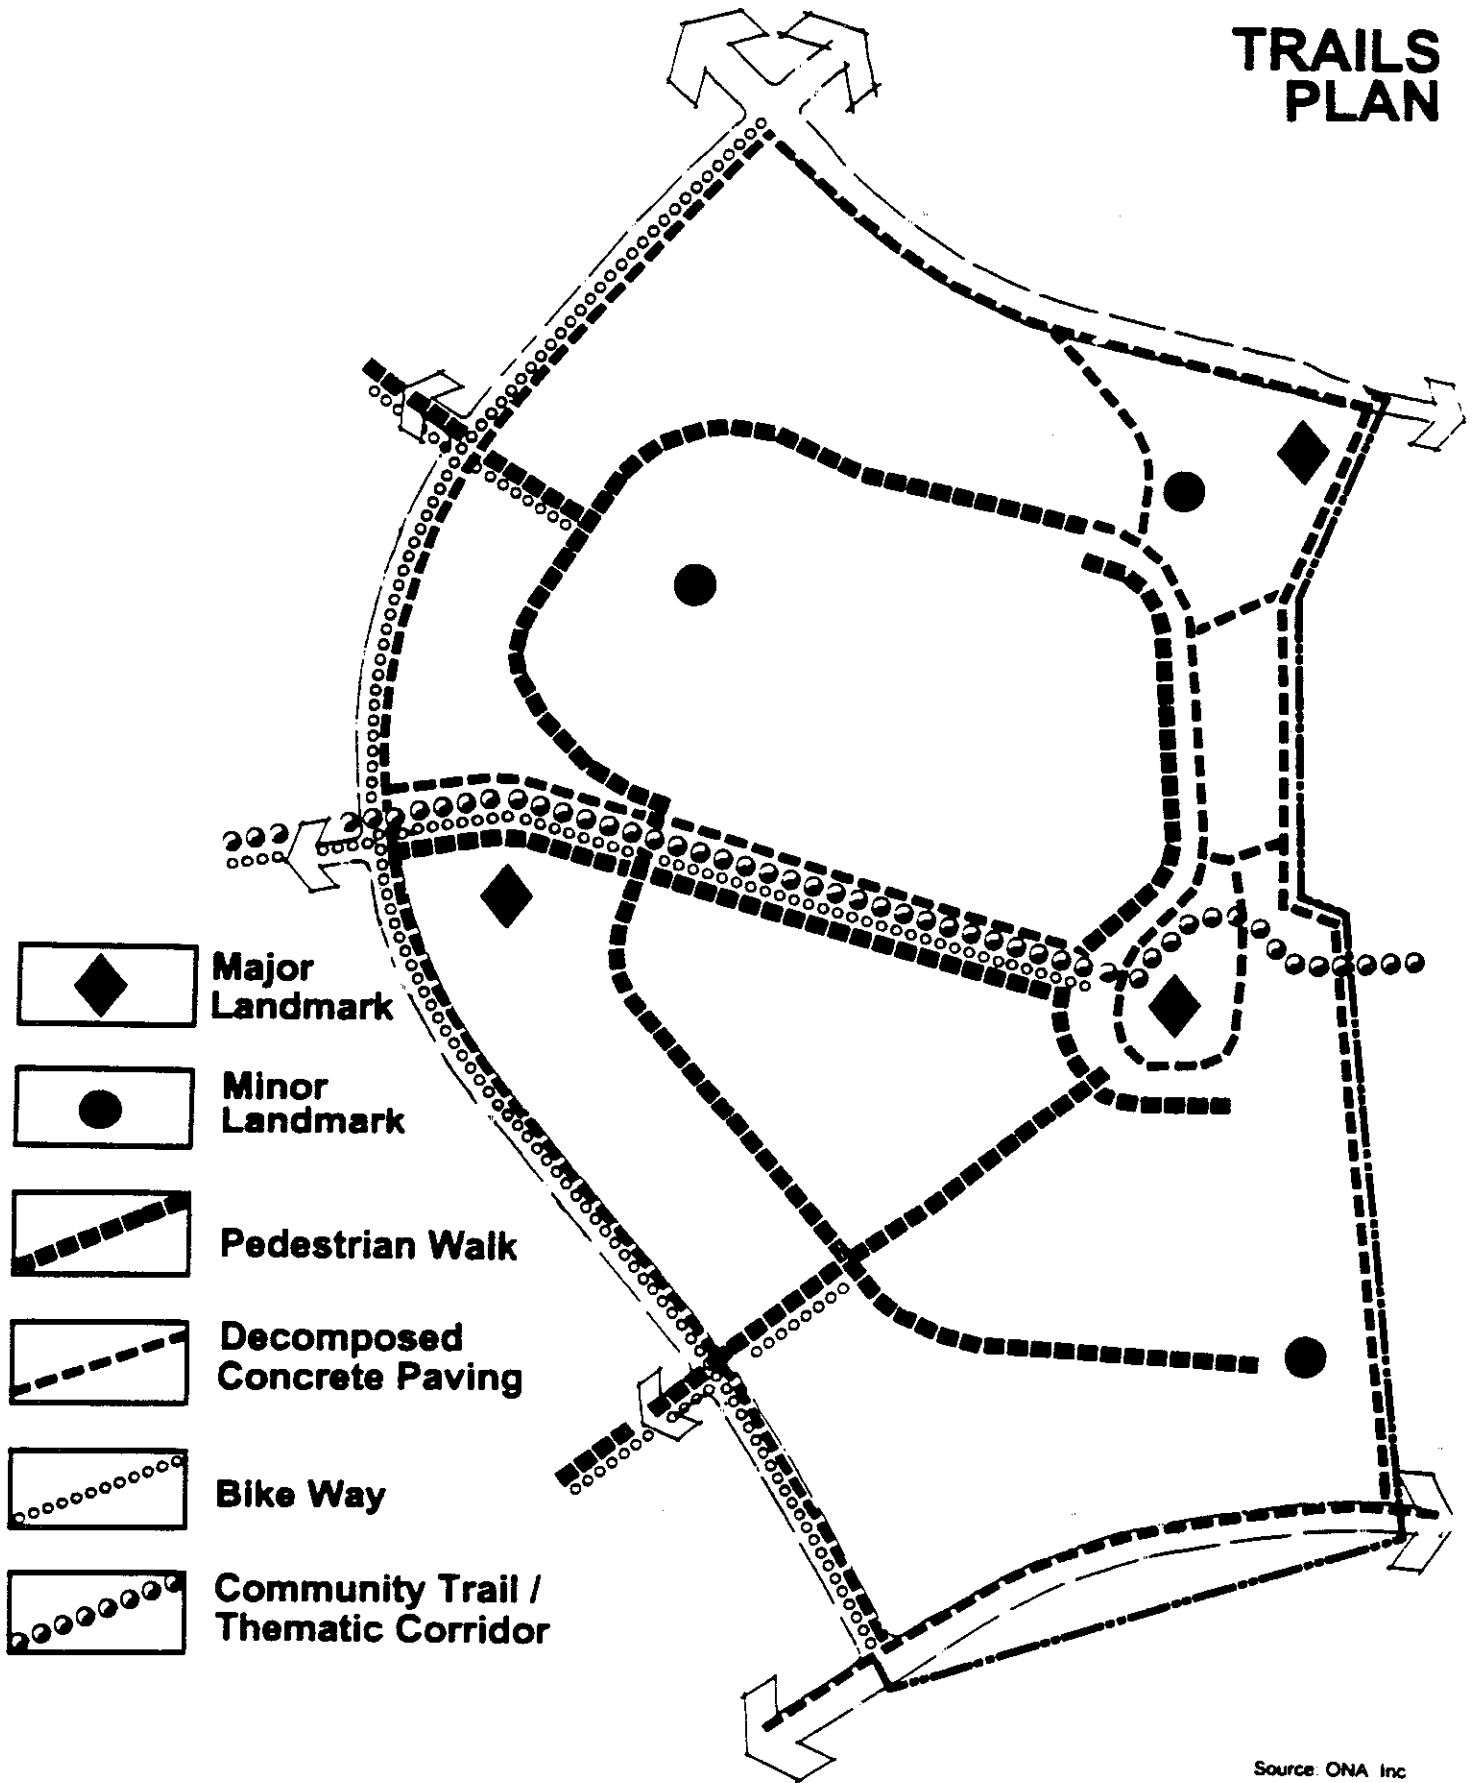 TRAILS
PLAN
Major
Landmark
Minor
Landmark
Pedestrian Walk
Decomposed
Concrete Paving
Bike Way
Community Trail /
Thematic Corridor
Source: ONA Inc